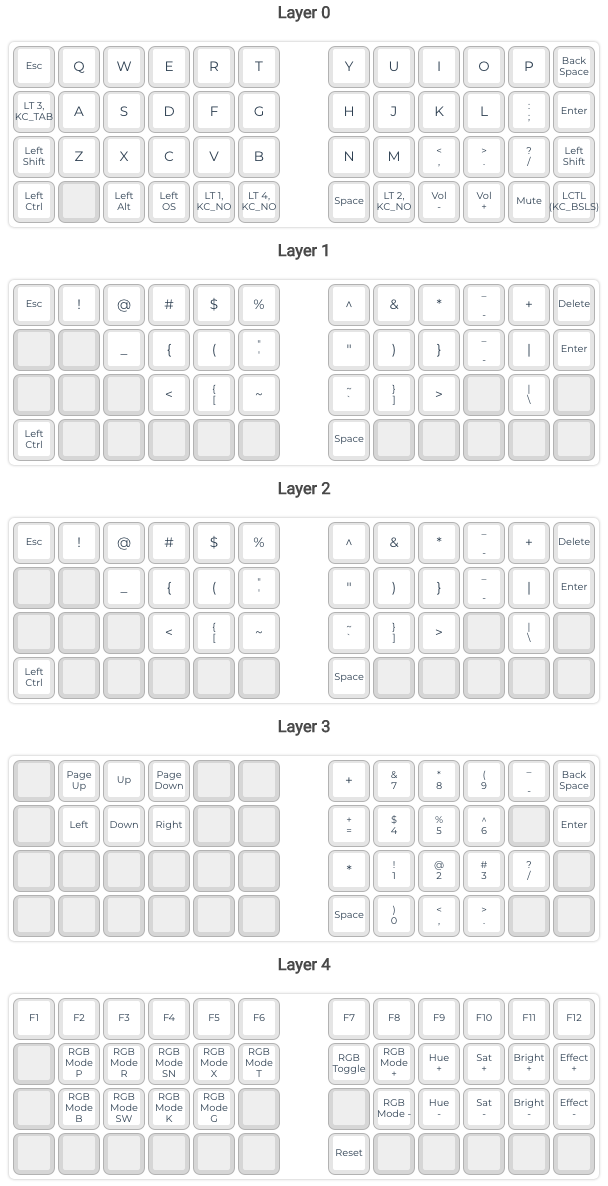 Layer 0
Esc Q W E R T Y U I O P Back Space
LT 3, KC_TAB A S D F G H J K L : ; Enter
Left Shift Z X C V B N M < , > . ? / Left Shift
Left Ctrl Left Alt Left OS LT 1, KC_NO LT 4, KC_NO Space LT 2, KC_NO Vol - Vol + Mute LCTL (KC_BSLS)
Layer 1
Esc ! @ # $ % ^ & * _ - + Delete
_ { ( " ' " ) } _ - | Enter
< { [ ~ ~ ` } ] > | \
Left Ctrl Space
Layer 2
Esc ! @ # $ % ^ & * _ - + Delete
_ { ( " ' " ) } _ - | Enter
< { [ ~ ~ ` } ] > | \
Left Ctrl Space
Layer 3
Page Up Up Page Down + & 7 * 8 ( 9 _ - Back Space
Left Down Right + = $ 4 % 5 ^ 6 Enter
* ! 1 @ 2 # 3 ? /
Space ) 0 < , > .
Layer 4
F1 F2 F3 F4 F5 F6 F7 F8 F9 F10 F11 F12
RGB Mode P RGB Mode R RGB Mode SN RGB Mode X RGB Mode T RGB Toggle RGB Mode + Hue + Sat + Bright + Effect +
RGB Mode B RGB Mode SW RGB Mode K RGB Mode G RGB Mode - Hue - Sat - Bright - Effect -
Reset